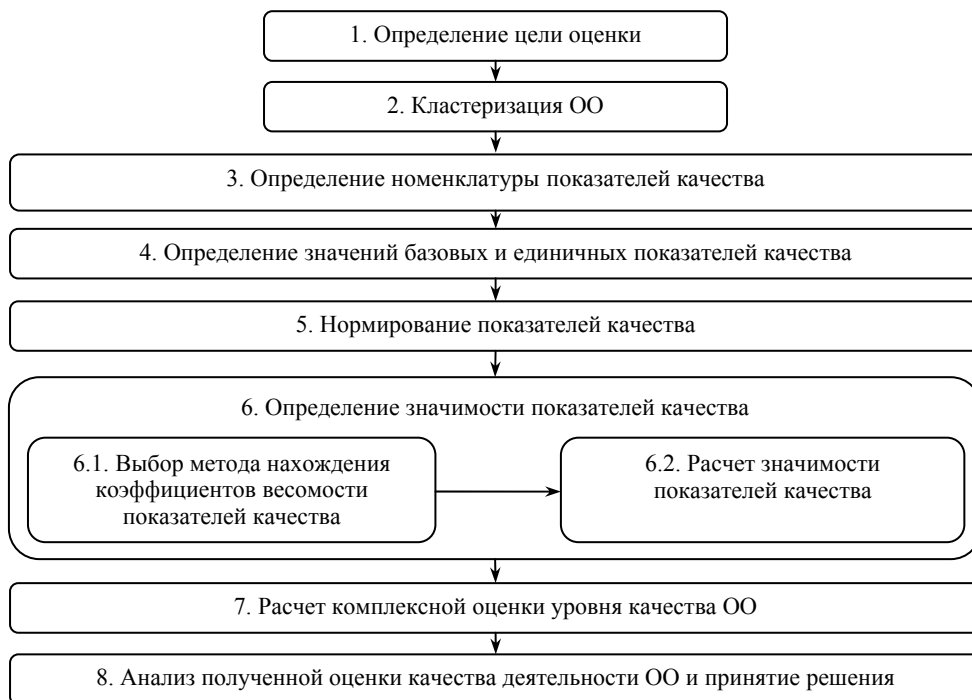 1. Определение цели оценки
2. Кластеризация ОО
3. Определение номенклатуры показателей качества
4. Определение значений базовых и единичных показателей качества
5. Нормирование показателей качества
6. Определение значимости показателей качества
6.1. Выбор метода нахождения
коэффициентов весомости
показателей качества
6.2. Расчет значимости
показателей качества
7. Расчет комплексной оценки уровня качества ОО
8. Анализ полученной оценки качества деятельности ОО и принятие решения